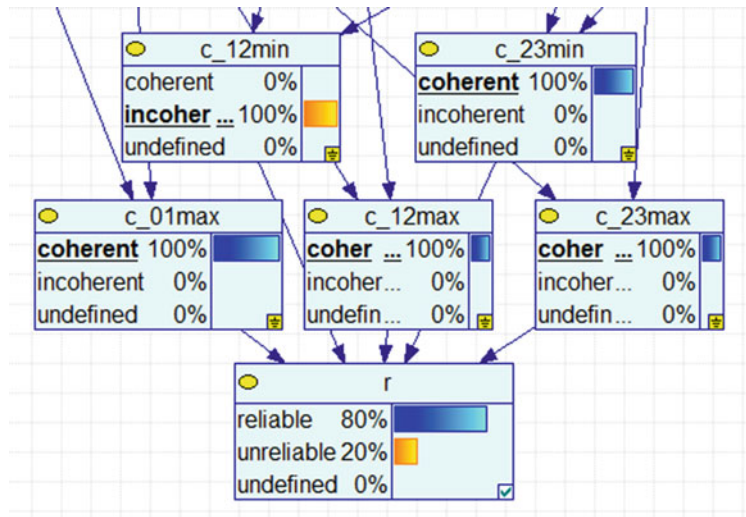 c_12min
coherent 0%
incoher ... 100%
undefined 0%
c_23min
coherent 100%
incoherent 0%
undefined 0%
c_01max
coherent 100%
incoherent 0%
undefined 0%
c_12max
coher ... 100%
incoher... 0%
undefin... 0%
c_23max
coher ... 100%
incoher... 0%
undefin... 0%
r
reliable 80%
unreliable 20%
undefined 0%